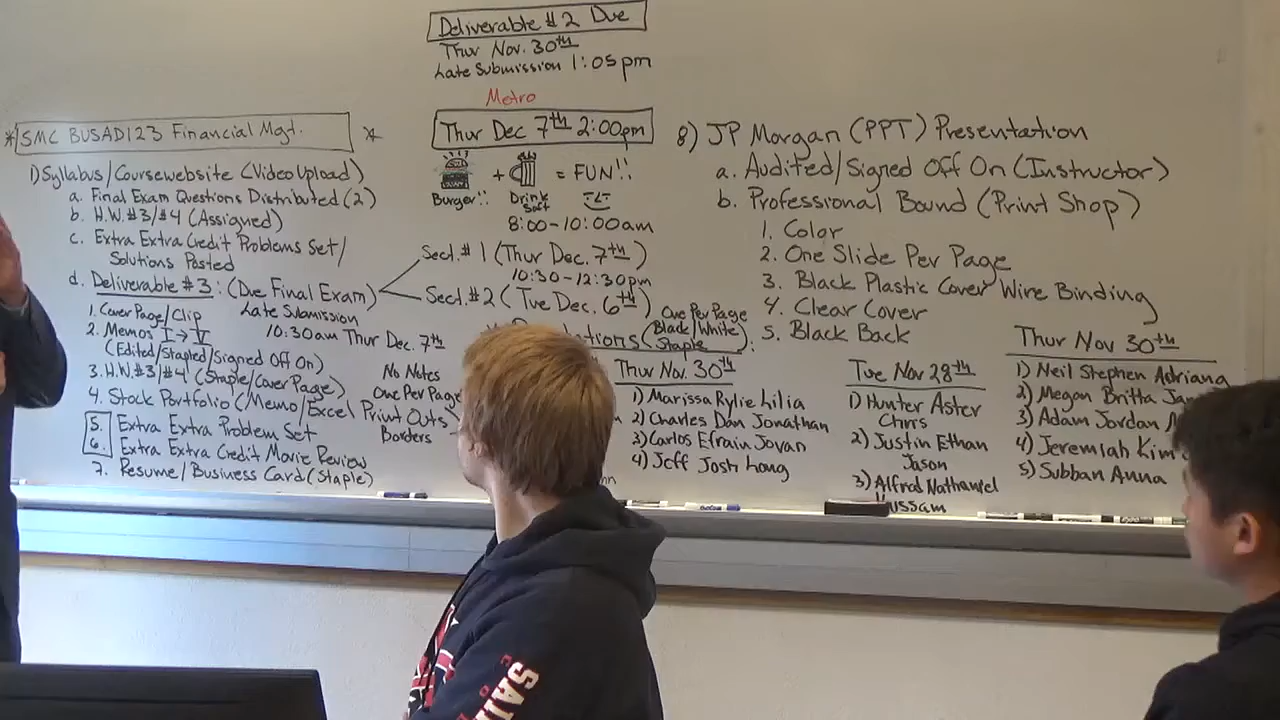 Deliverable #2 Due
Thur Nov. 30th
Late Submission 1:05pm
Metro
Thur Dec 7th 2:00pm
Burger!! + Soft Drink = FUN!!
8:00-10:00am
Sect. #1 (Thur Dec. 7th)
10:30-12:30pm
Sect. #2 (Tue Dec. 6th)
* SMC BUSAD123 Financial Mgt. *
1) Syllabus/Coursewebsite (Video Upload)
a. Final Exam Questions Distributed (2)
b. H.W.#3/#4 (Assigned)
c. Extra Extra Credit Problems Set/
Solutions Posted
d. Deliverable #3: (Due Final Exam)
Late Submission
10:30am Thur Dec. 7th
1. Cover Page/Clip
2. Memos I→V
(Edited/Stapled/Signed Off On)
3. H.W.#3/#4 (Staple/Cover Page)
4. Stock Portfolio (Memo/Excel Print Outs
5. Extra Extra Problem Set
6. Extra Extra Credit Movie Review
7. Resume/Business Card (Staple)
No Notes
One Per Page
Borders
One Per Page
Black/White
Staple
Thur Nov. 30th
1) Marissa Rylie Lilia
2) Charles Dan Jonathan
3) Carlos Efrain Jovan
4) Jeff Josh Long
8) JP Morgan (PPT) Presentation
a. Audited/Signed Off On (Instructor)
b. Professional Bound (Print Shop)
1. Color
2. One Slide Per Page
3. Black Plastic Cover Wire Binding
4. Clear Cover
5. Black Back
Tue Nov 28th
1) Hunter Aster
Chris
2) Justin Ethan
Jason
3) Alfred Nathaniel
Hussam
Thur Nov 30th
1) Neil Stephen Adriana
2) Megan Britta
3) Adam Jordan
4) Jeremiah Kim
5) Subban Anna